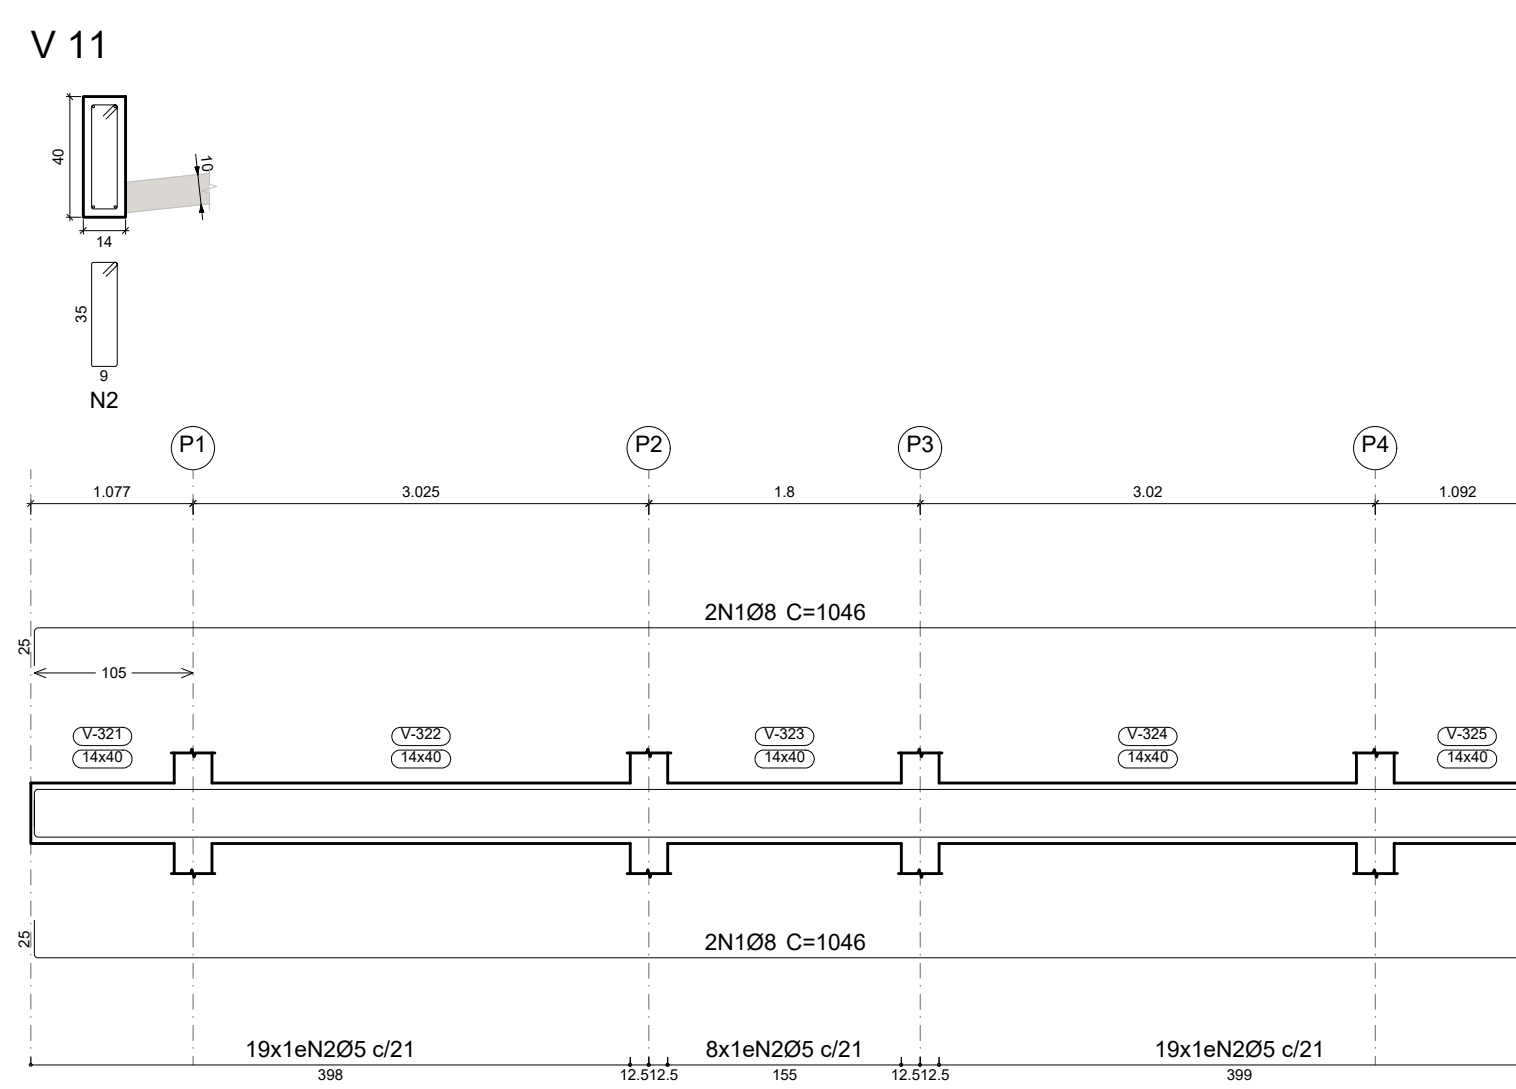 V 11
40
10
14
35
9
N2
P1 P2 P3 P4
1.077 3.025 1.8 3.02 1.092
2N1Ø8 C=1046
25
105
V-321 V-322 V-323 V-324 V-325
14x40 14x40 14x40 14x40 14x40
2N1Ø8 C=1046
25
19x1eN2Ø5 c/21 8x1eN2Ø5 c/21 19x1eN2Ø5 c/21
398 12.5 12.5 155 12.5 12.5 399